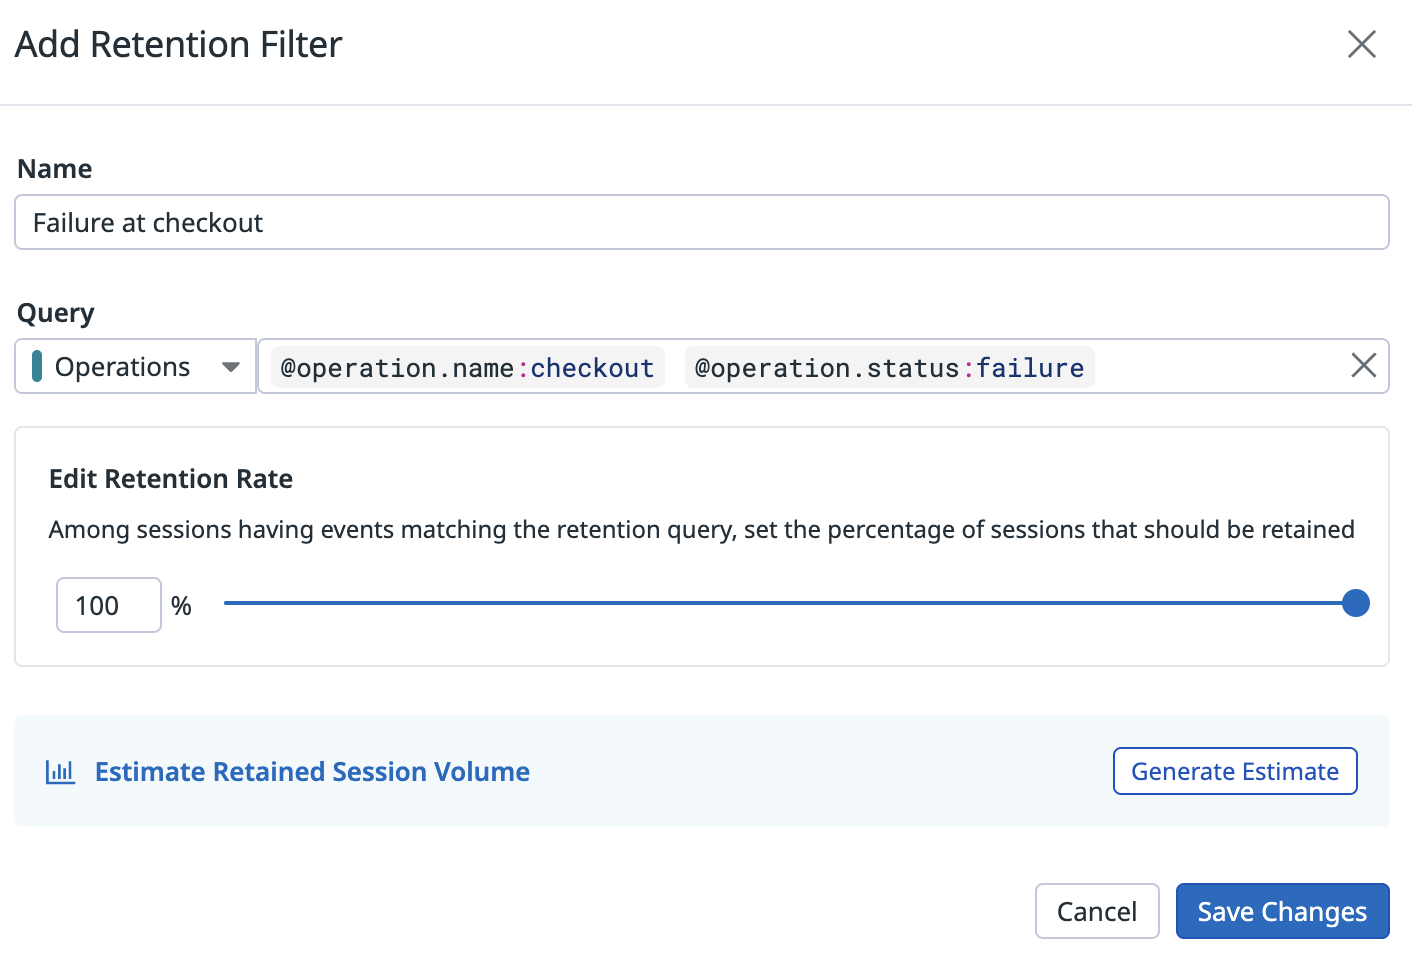 Add Retention Filter
Name
Failure at checkout
Query
Operations @operation.name:checkout @operation.status:failure
Edit Retention Rate
Among sessions having events matching the retention query, set the percentage of sessions that should be retained
100 %
Estimate Retained Session Volume Generate Estimate
Cancel Save Changes